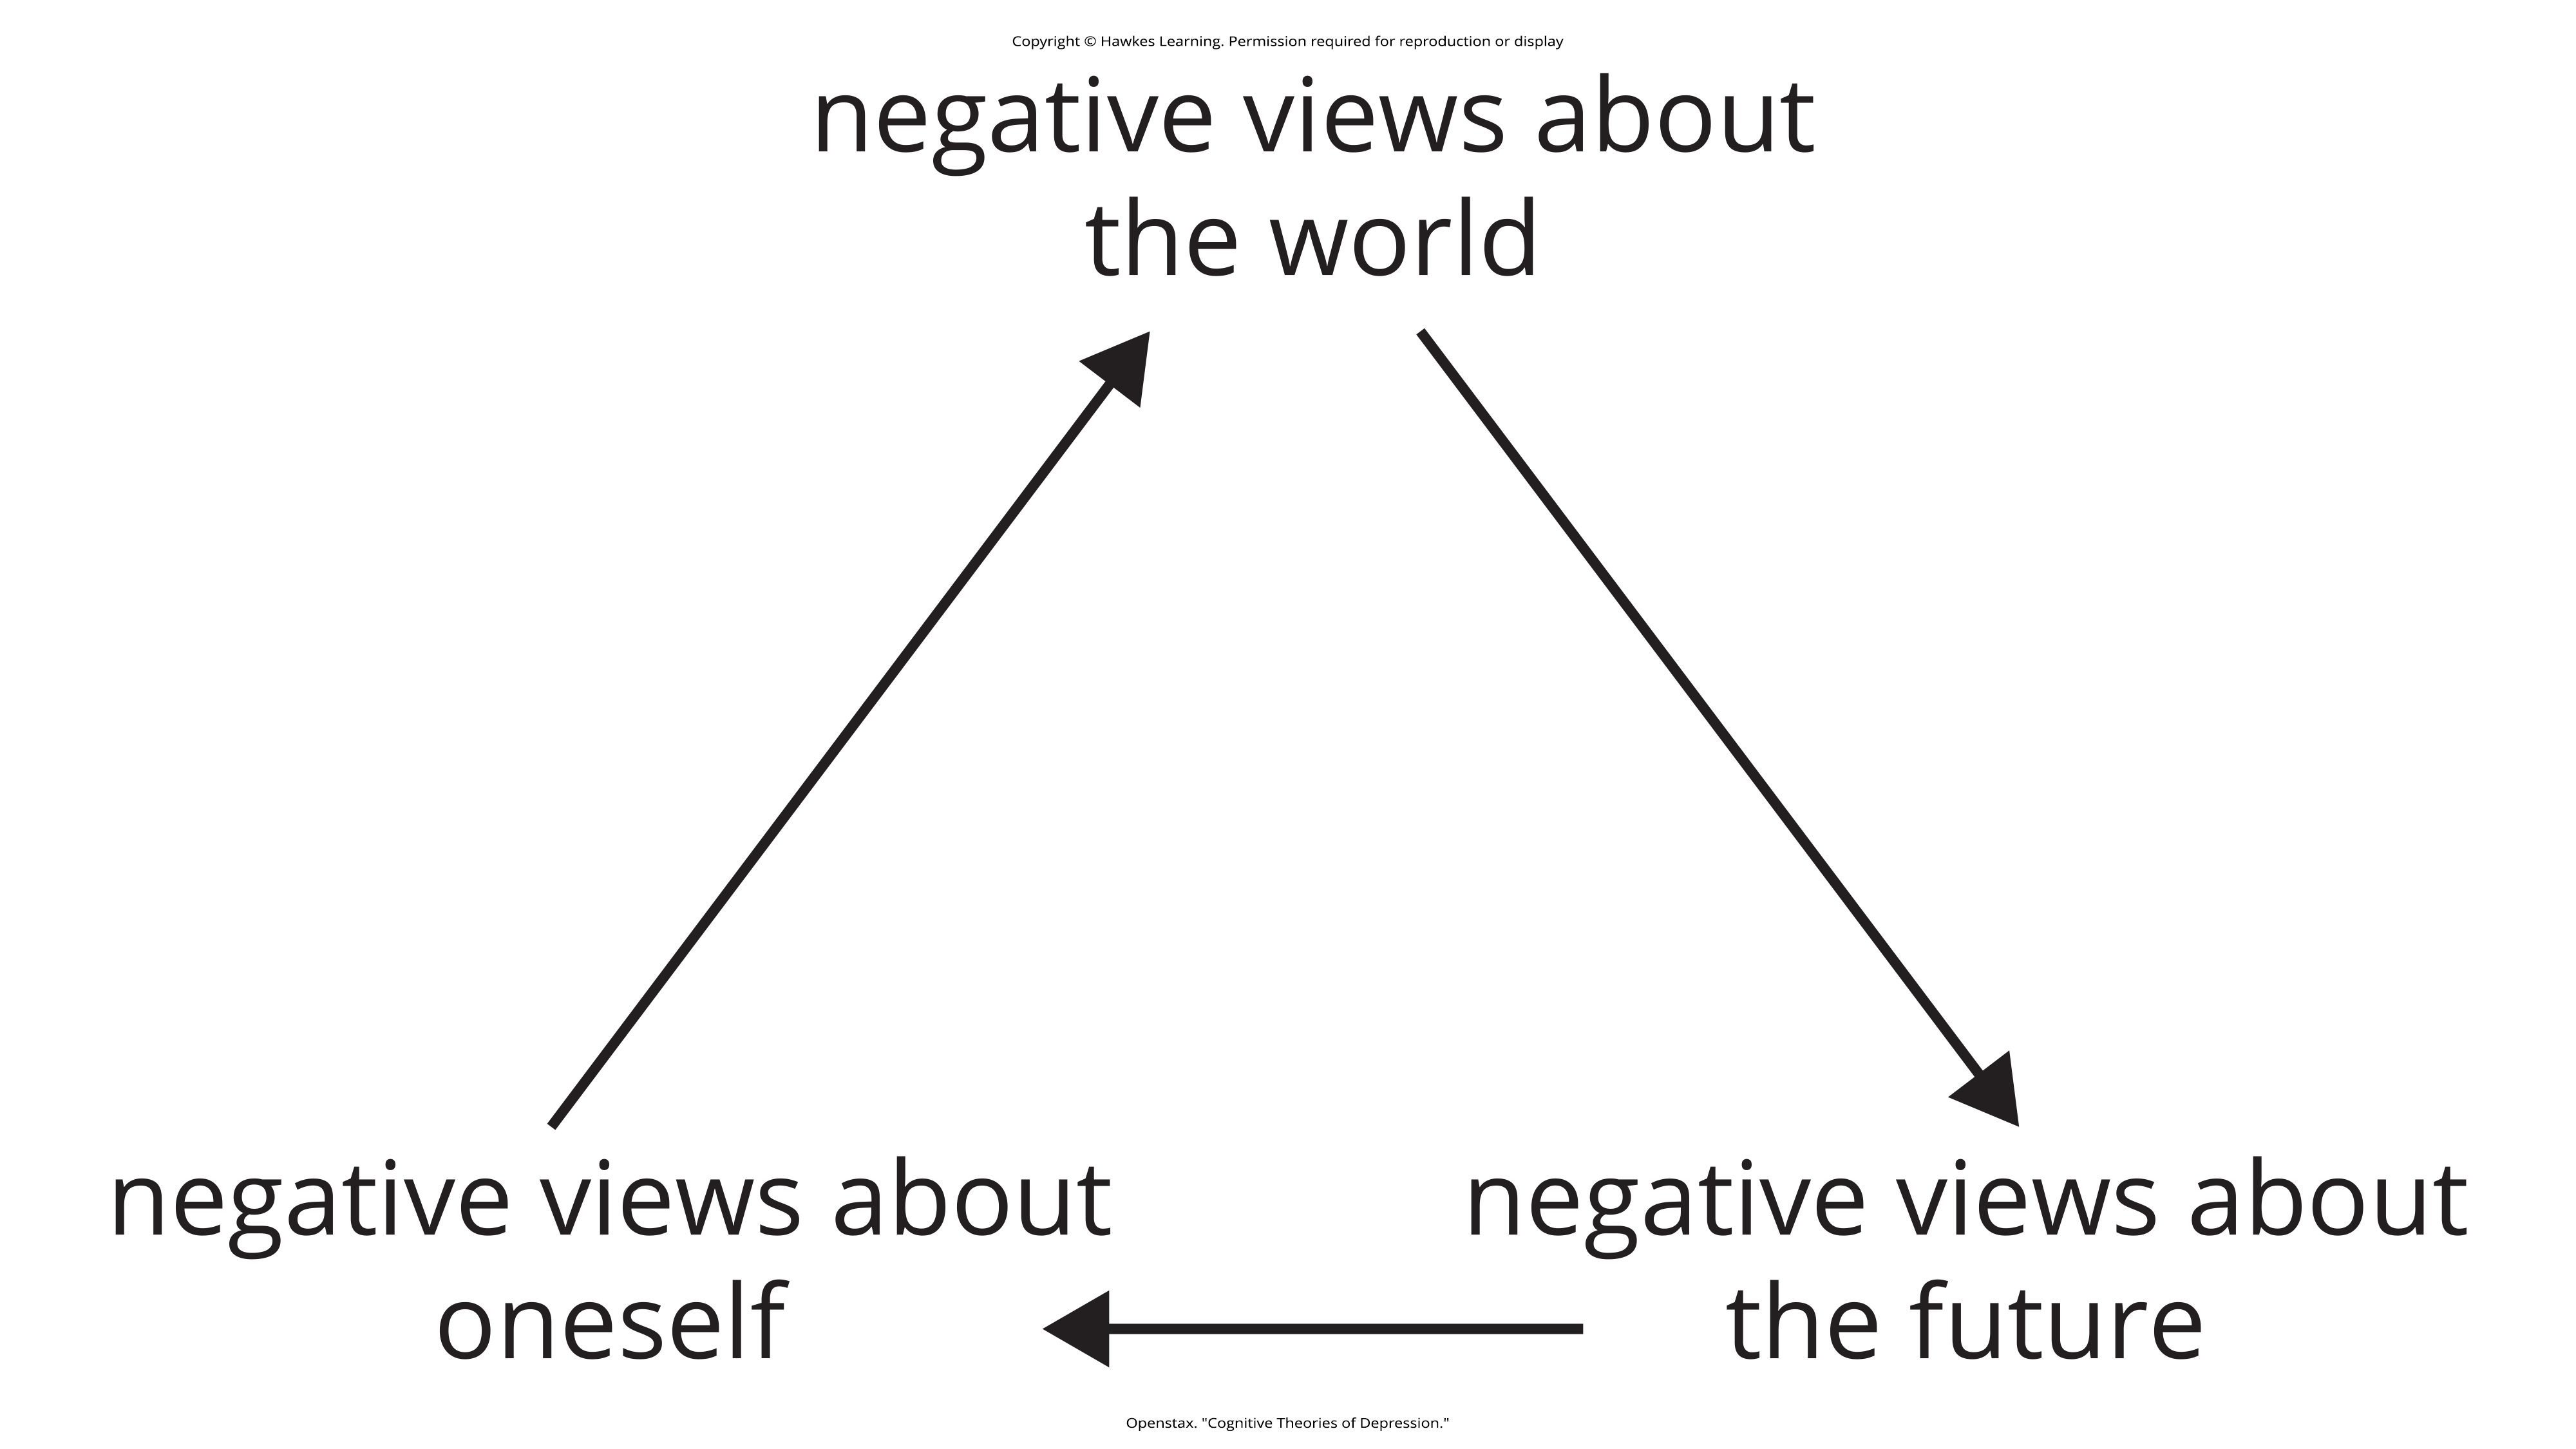 Copyright © Hawkes Learning. Permission required for reproduction or display
negative views about
the world
negative views about
oneself
negative views about
the future
Openstax. "Cognitive Theories of Depression."